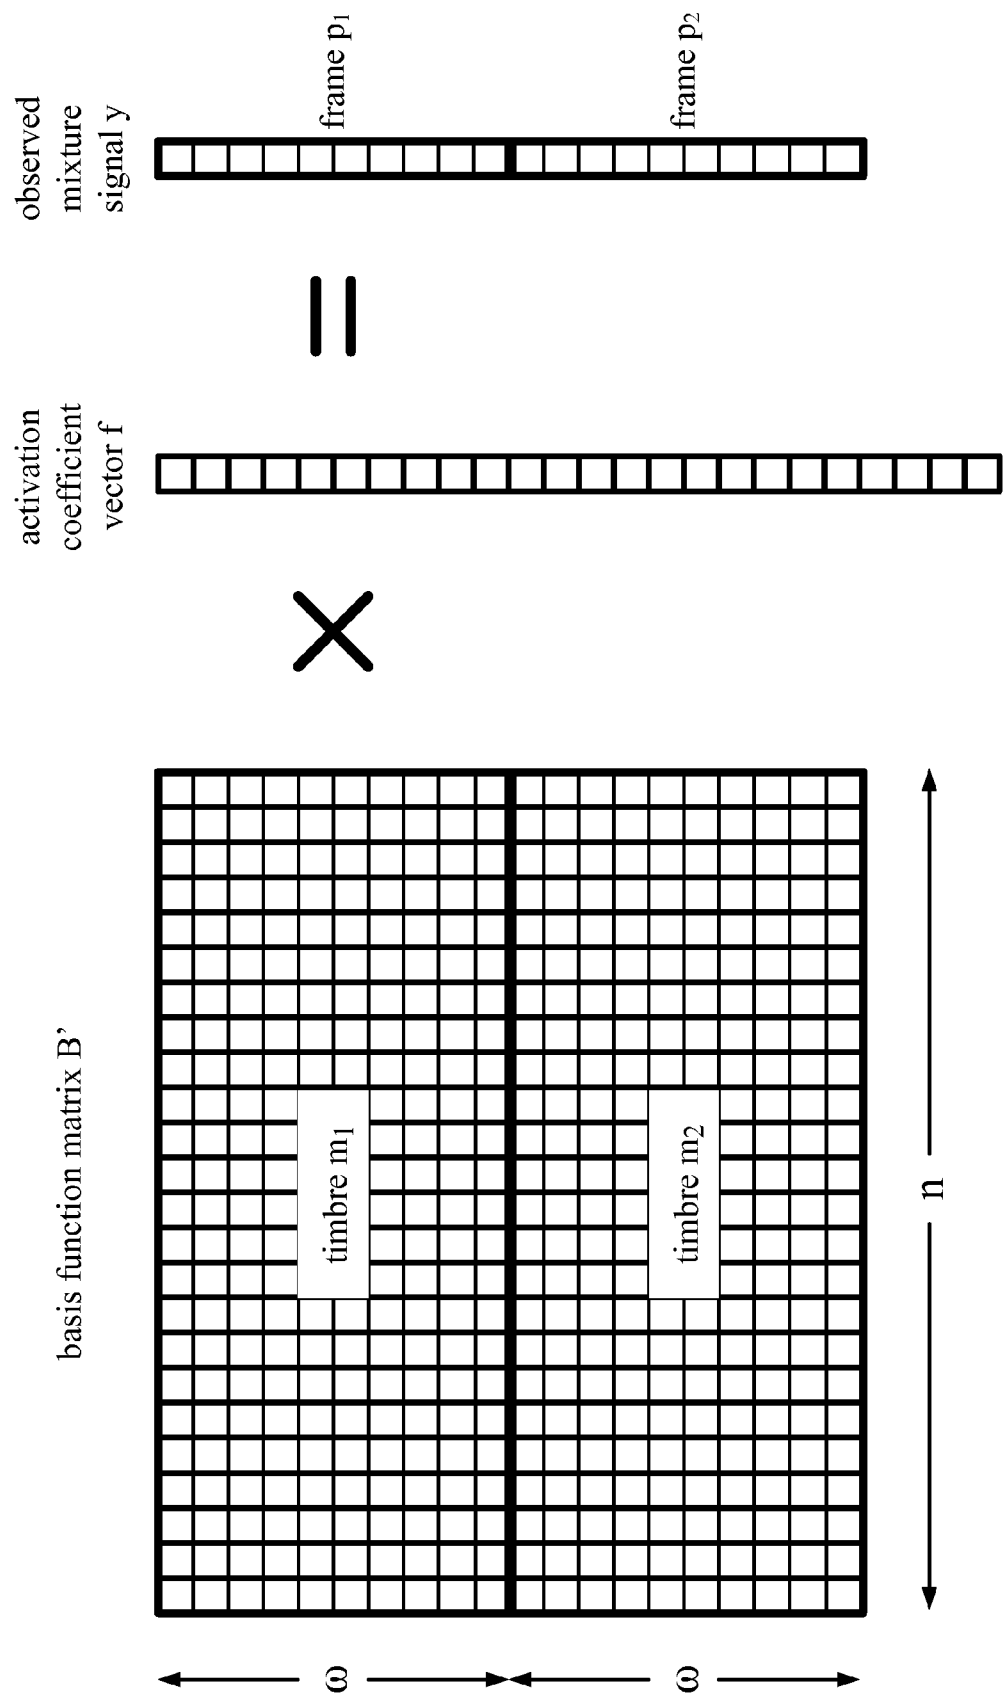 basis function matrix B’
activation
coefficient
vector f
observed
mixture
signal y
ω
timbre m₁
frame p₁
ω
timbre m₂
frame p₂
n